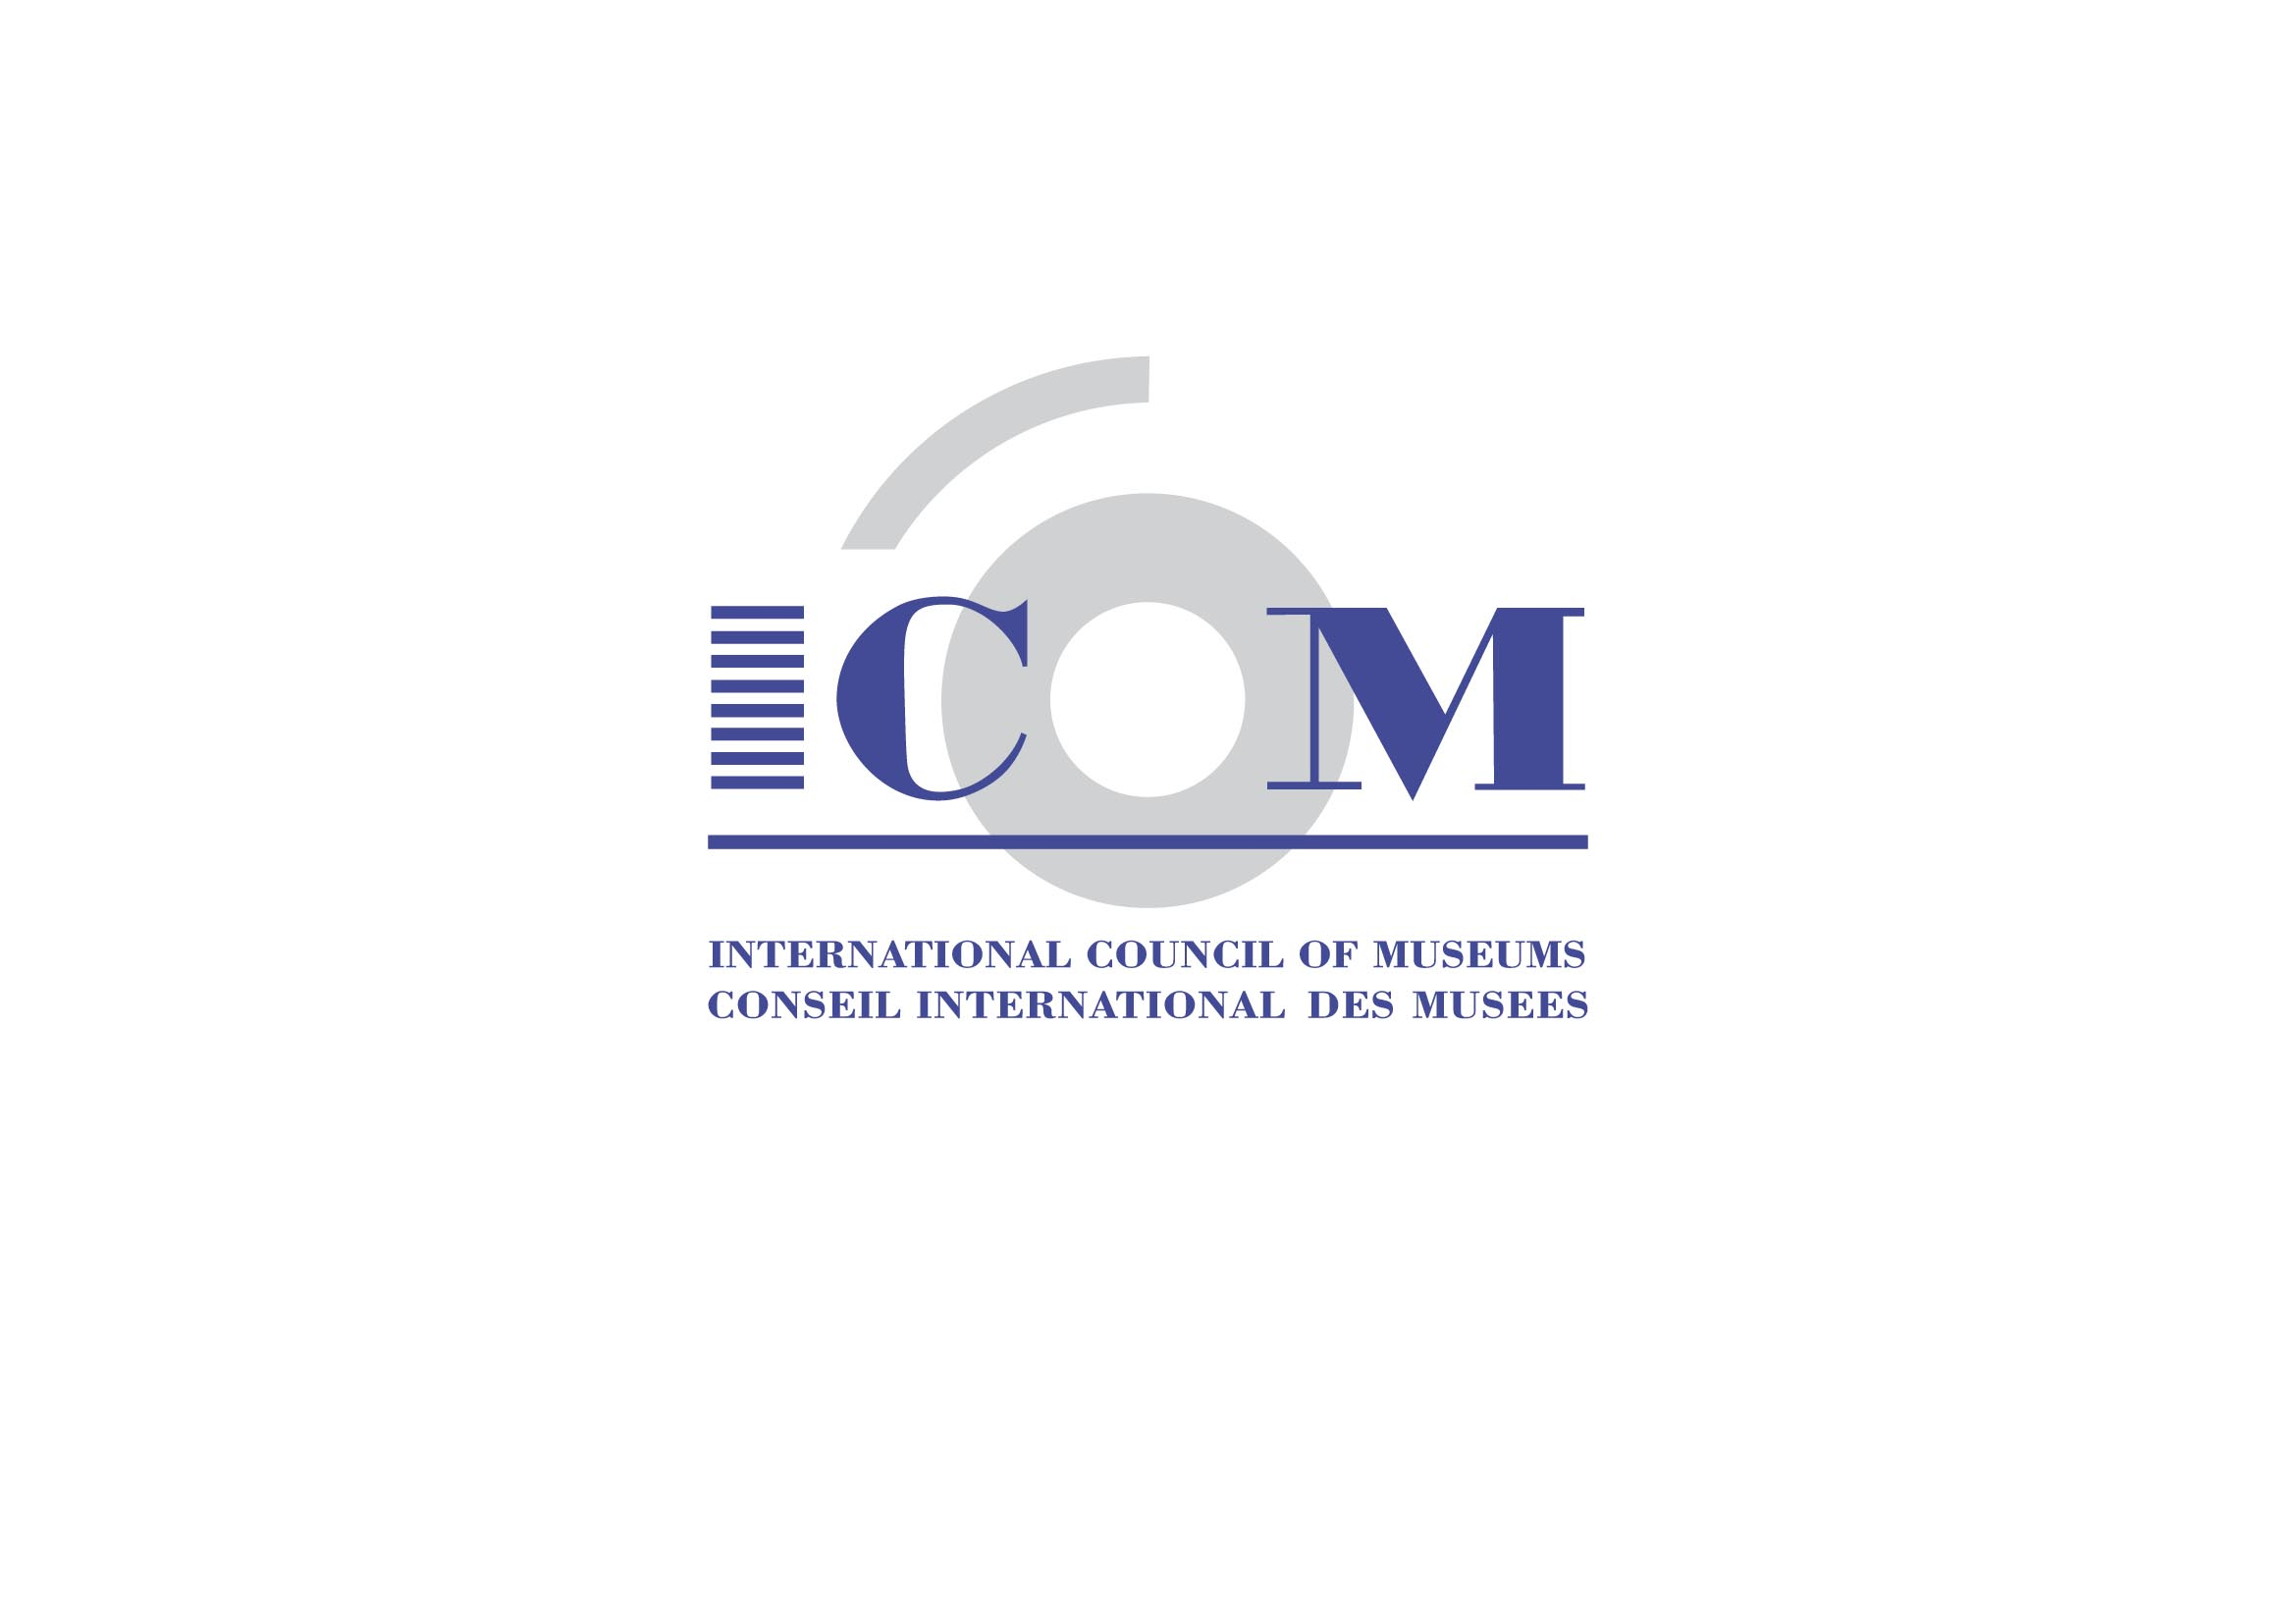 ICOM
INTERNATIONAL COUNCIL OF MUSEUMS
CONSEIL INTERNATIONAL DES MUSEES